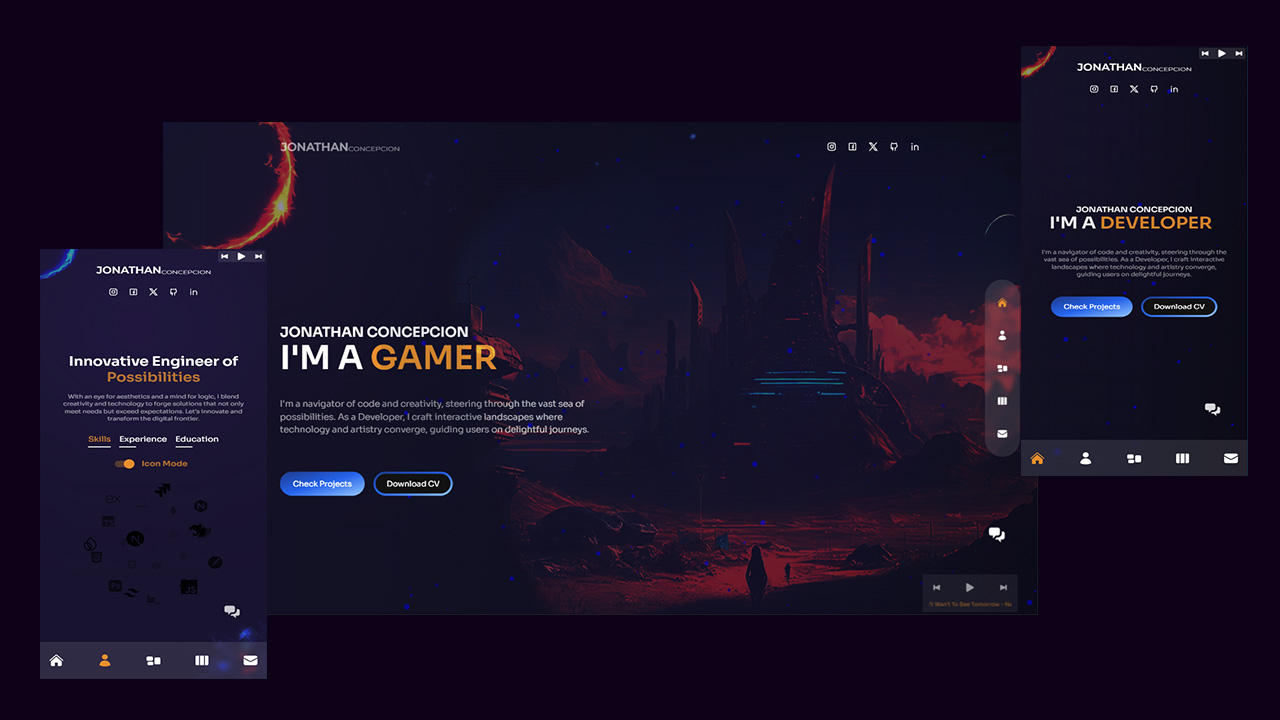 JONATHANCONCEPCION
JONATHAN CONCEPCION
I'M A GAMER
I'm a navigator of code and creativity, steering through the vast sea of
possibilities. As a Developer, I craft interactive landscapes where
technology and artistry converge, guiding users on delightful journeys.
Check Projects
Download CV
't Want To See Tomorrow -
JONATHANCONCEPCION
Innovative Engineer of
Possibilities
With an eye for aesthetics and a mind for logic, I blend
creativity and technology to forge solutions that not only
meet needs but exceed expectations. Let's innovate and
transform the digital frontier.
Skills Experience Education
Icon Mode
ex
N
JS
Ps
JONATHANCONCEPCION
JONATHAN CONCEPCION
I'M A DEVELOPER
I'm a navigator of code and creativity, steering through the
vast sea of possibilities. As a Developer, I craft interactive
landscapes where technology and artistry converge,
guiding users on delightful journeys.
Check Projects
Download CV